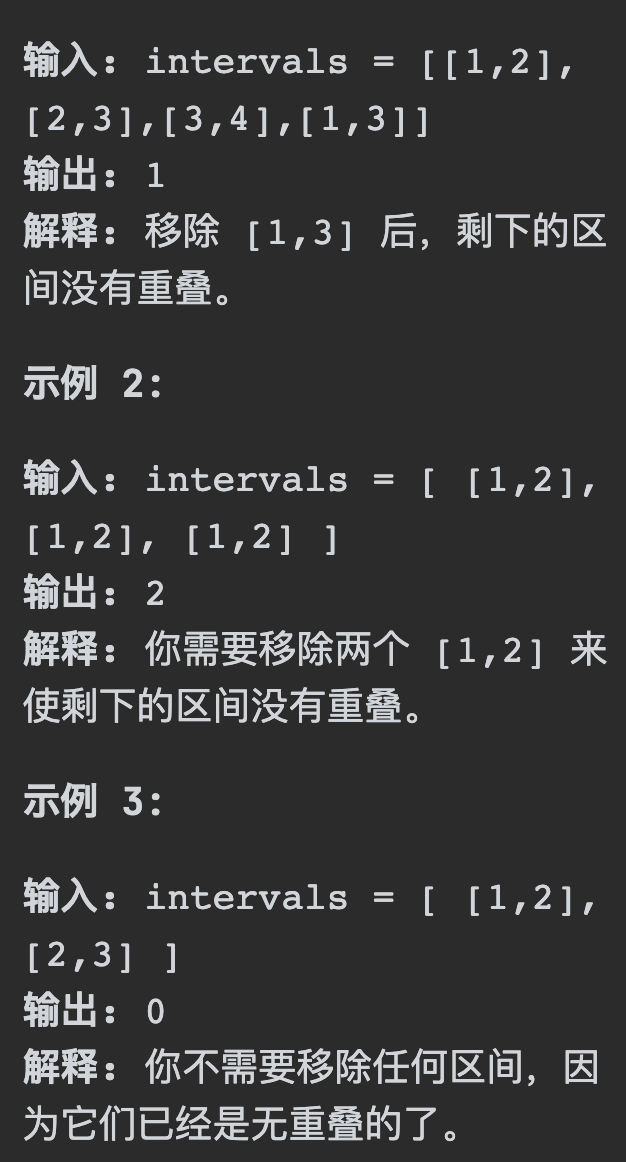 输入：intervals = [[1,2],
[2,3],[3,4],[1,3]]
输出：1
解释：移除 [1,3] 后，剩下的区
间没有重叠。
示例 2:
输入：intervals = [ [1,2],
[1,2], [1,2] ]
输出：2
解释：你需要移除两个 [1,2] 来
使剩下的区间没有重叠。
示例 3:
输入：intervals = [ [1,2],
[2,3] ]
输出：0
解释：你不需要移除任何区间，因
为它们已经是无重叠的了。